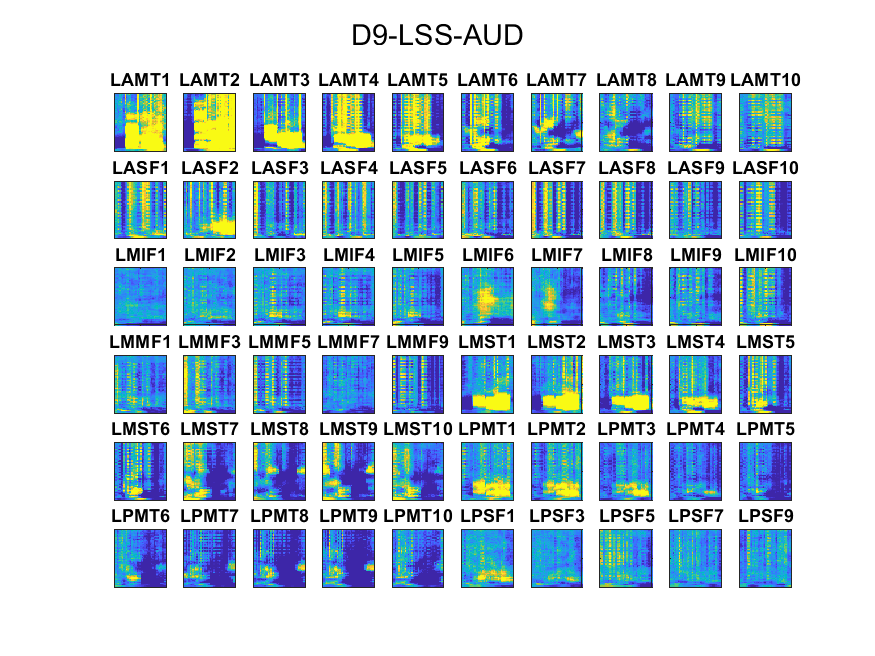 D9-LSS-AUD
LAMT1 LAMT2 LAMT3 LAMT4 LAMT5 LAMT6 LAMT7 LAMT8 LAMT9 LAMT10
LASF1 LASF2 LASF3 LASF4 LASF5 LASF6 LASF7 LASF8 LASF9 LASF10
LMIF1 LMIF2 LMIF3 LMIF4 LMIF5 LMIF6 LMIF7 LMIF8 LMIF9 LMIF10
LMMF1 LMMF3 LMMF5 LMMF7 LMMF9 LMST1 LMST2 LMST3 LMST4 LMST5
LMST6 LMST7 LMST8 LMST9 LMST10 LPMT1 LPMT2 LPMT3 LPMT4 LPMT5
LPMT6 LPMT7 LPMT8 LPMT9 LPMT10 LPSF1 LPSF3 LPSF5 LPSF7 LPSF9